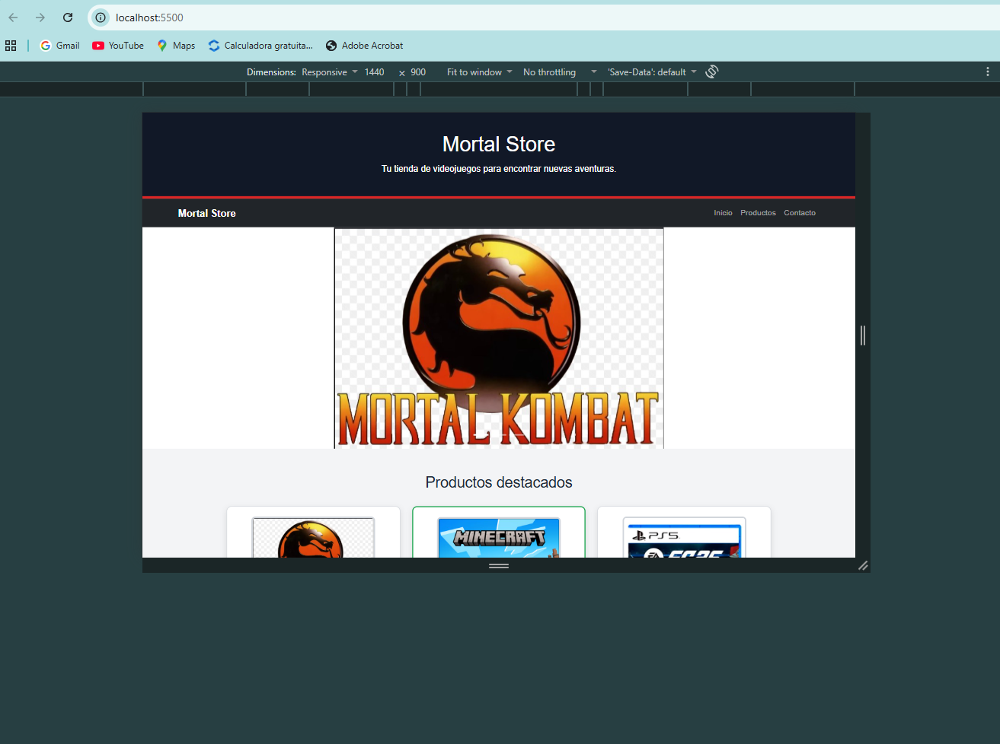 localhost:5500
Gmail YouTube Maps Calculadora gratuita... Adobe Acrobat
Dimensions: Responsive 1440 × 900 Fit to window No throttling 'Save-Data': default
Mortal Store
Tu tienda de videojuegos para encontrar nuevas aventuras.
Mortal Store Inicio Productos Contacto
MORTAL KOMBAT
Productos destacados
MINECRAFT
PS5
EA FC25